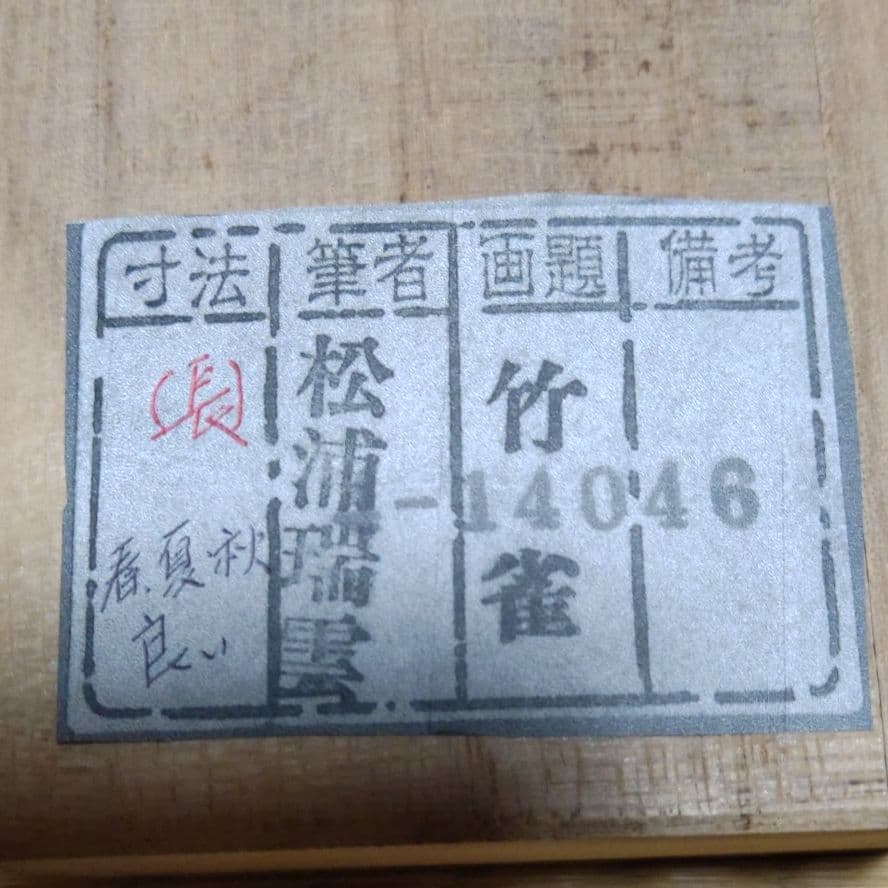 備考
画題
竹雀
筆者
松浦瑞雲
寸法
(長)
春、夏、秋
良い
-14046